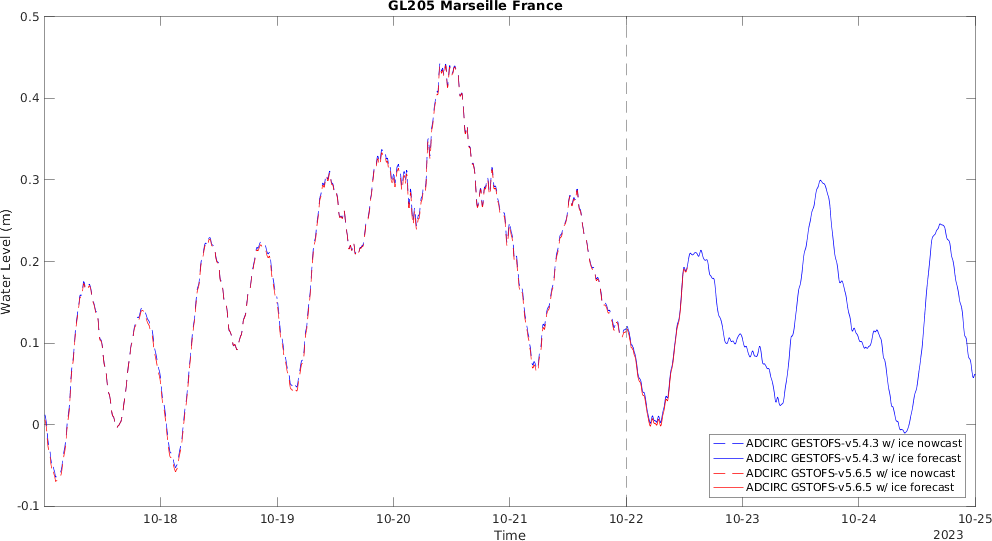 GL205 Marseille France
Water Level (m)
0.5
0.4
0.3
0.2
0.1
0
-0.1
ADCIRC GESTOFS-v5.4.3 w/ ice nowcast
ADCIRC GESTOFS-v5.4.3 w/ ice forecast
ADCIRC GSTOFS-v5.6.5 w/ ice nowcast
ADCIRC GSTOFS-v5.6.5 w/ ice forecast
10-18 10-19 10-20 10-21 10-22 10-23 10-24 10-25
Time
2023